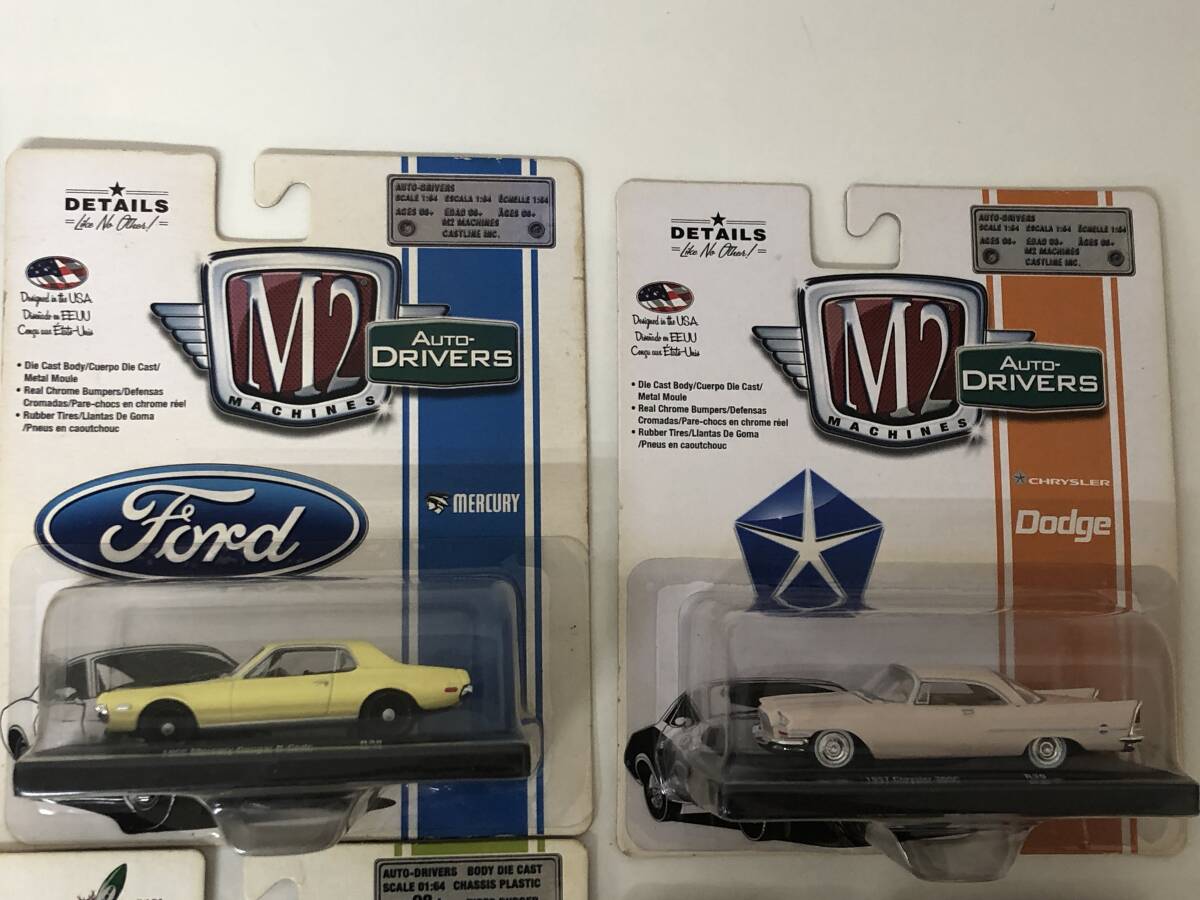 DETAILS
Like No Other!
Designed in the U.S.A.
Diseñado en EEUU
Conçu aux États-Unis
• Die Cast Body/Cuerpo Die Cast/
Metal Moule
• Real Chrome Bumpers/Defensas
Cromadas/Pare-chocs en chrome réel
• Rubber Tires/Llantas De Goma
/Pneus en caoutchouc
AUTO-DRIVERS
SCALE 1:64 ESCALA 1:64 ÉCHELLE 1:64
AGES 08+ EDAD 08+ ÂGES 08+
M2 MACHINES
CASTLINE INC.
M2
MACHINES
AUTO-
DRIVERS
Ford
MERCURY
DETAILS
Like No Other!
Designed in the U.S.A.
Diseñado en EEUU
Conçu aux États-Unis
• Die Cast Body/Cuerpo Die Cast/
Metal Moule
• Real Chrome Bumpers/Defensas
Cromadas/Pare-chocs en chrome réel
• Rubber Tires/Llantas De Goma
/Pneus en caoutchouc
AUTO-DRIVERS
SCALE 1:64 ESCALA 1:64 ÉCHELLE 1:64
AGES 08+ EDAD 08+ ÂGES 08+
M2 MACHINES
CASTLINE INC.
M2
MACHINES
AUTO-
DRIVERS
CHRYSLER
Dodge
1957 Chrysler 300C R39
AUTO-DRIVERS BODY DIE CAST
SCALE 01:64 CHASSIS PLASTIC